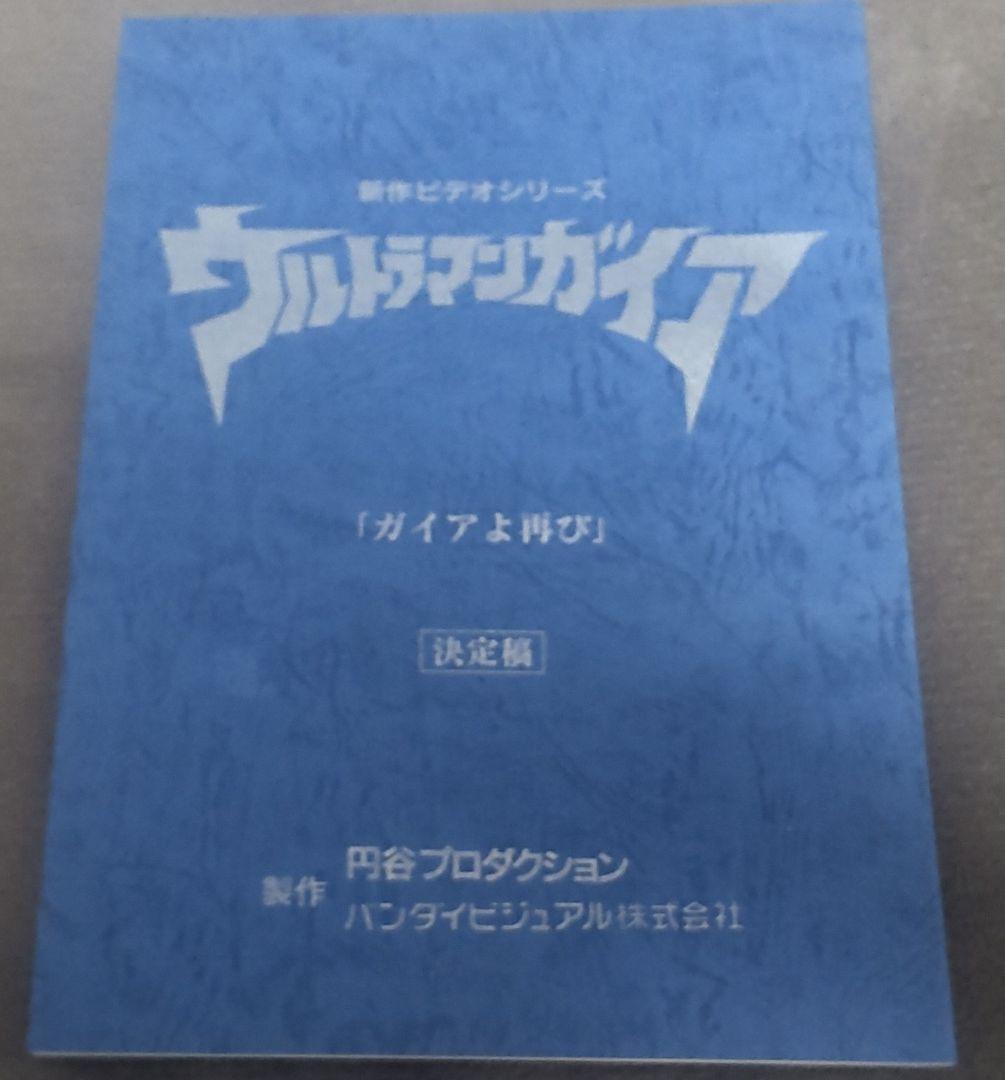 新作ビデオシリーズ
ウルトラマンガイア
「ガイアよ再び」
決定稿
製作
円谷プロダクション
バンダイビジュアル株式会社